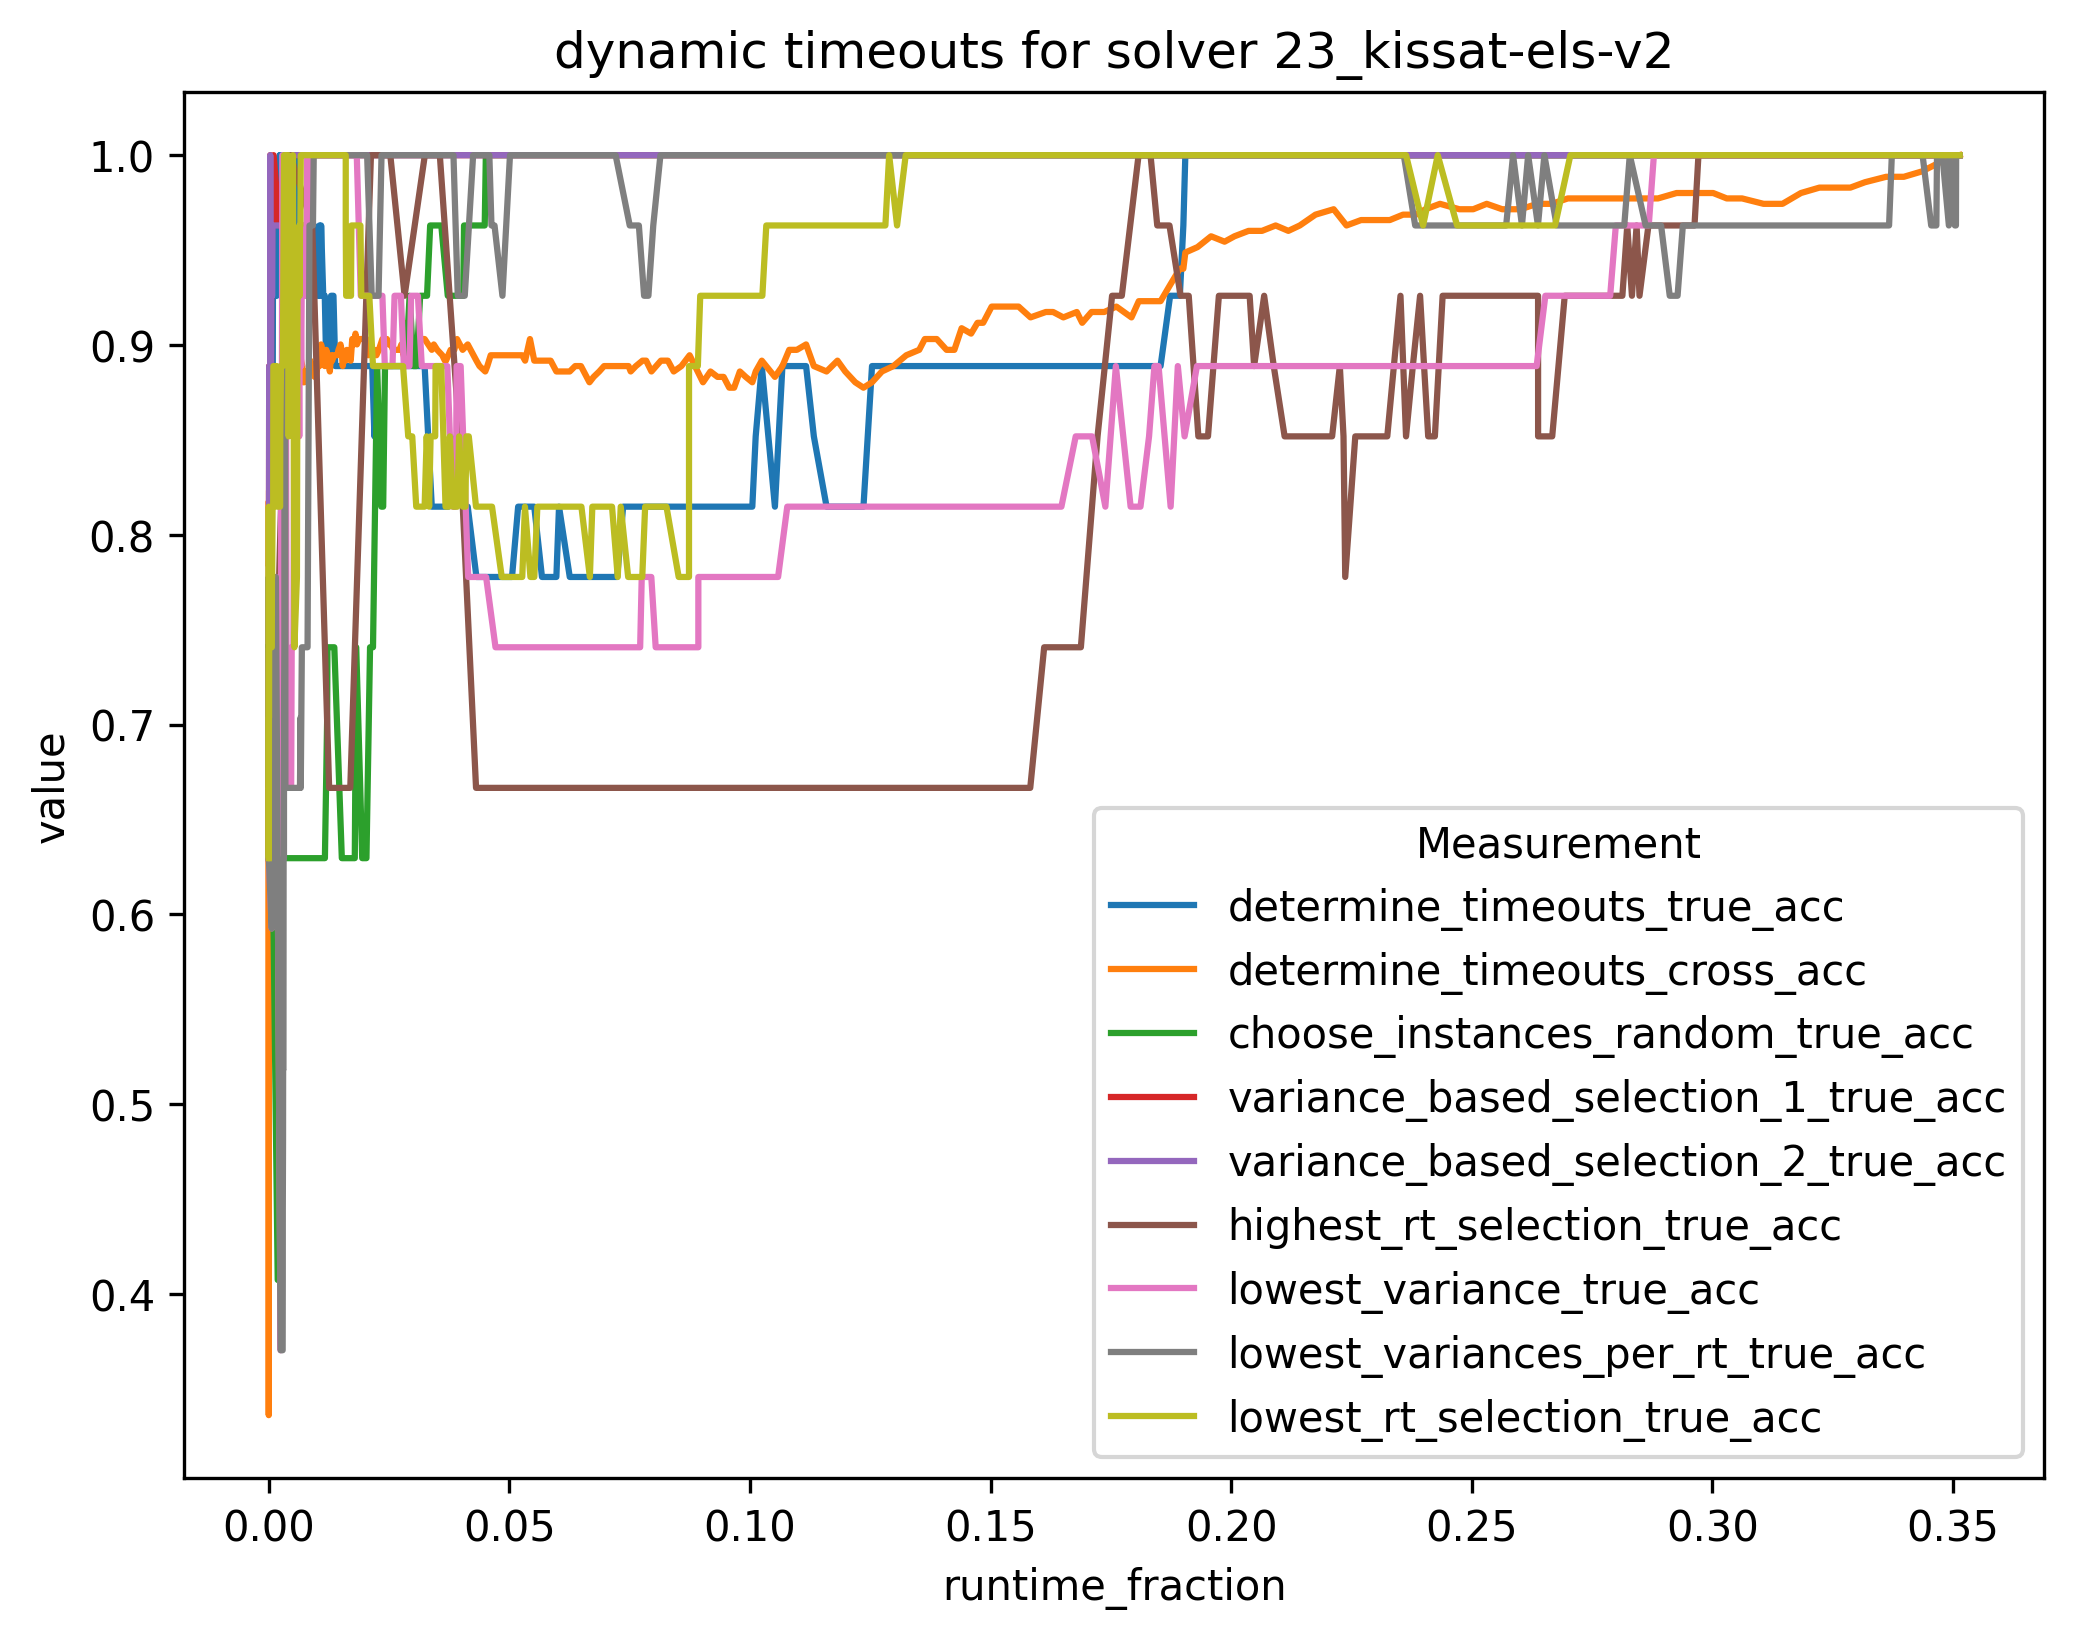 dynamic timeouts for solver 23_kissat-els-v2
1.0
0.9
0.8
0.7
0.6
0.5
0.4
value
Measurement
determine_timeouts_true_acc
determine_timeouts_cross_acc
choose_instances_random_true_acc
variance_based_selection_1_true_acc
variance_based_selection_2_true_acc
highest_rt_selection_true_acc
lowest_variance_true_acc
lowest_variances_per_rt_true_acc
lowest_rt_selection_true_acc
0.00 0.05 0.10 0.15 0.20 0.25 0.30 0.35
runtime_fraction